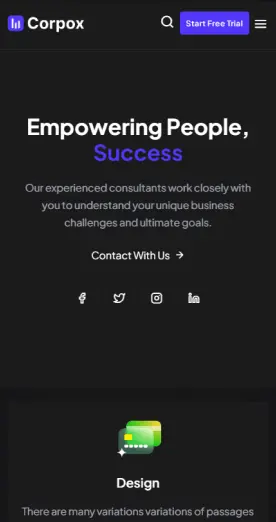 Corpox
Start Free Trial
Empowering People,
Success
Our experienced consultants work closely with
you to understand your unique business
challenges and ultimate goals.
Contact With Us
Design
There are many variations variations of passages